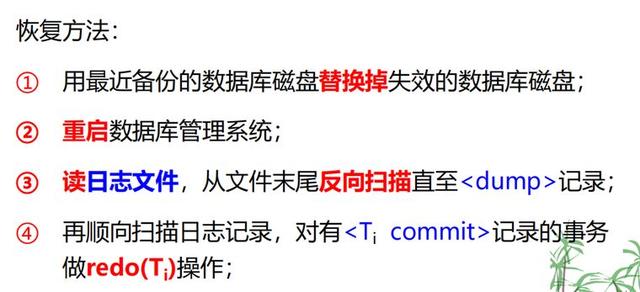 恢复方法：
① 用最近备份的数据库磁盘替换掉失效的数据库磁盘；
② 重启数据库管理系统；
③ 读日志文件，从文件末尾反向扫描直至<dump>记录；
④ 再顺向扫描日志记录，对有<Ti commit>记录的事务
做redo(Ti)操作；